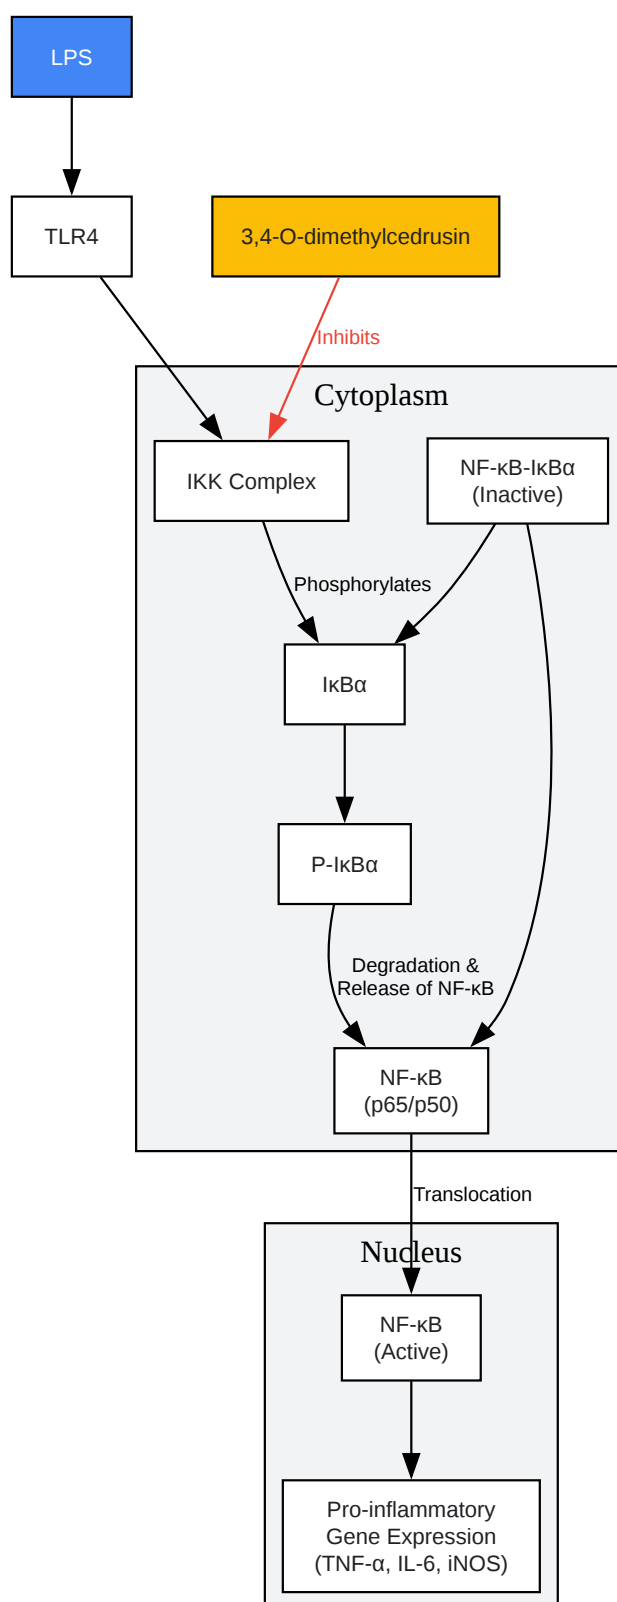 LPS
TLR4
3,4-O-dimethylcedrusin
Inhibits
Cytoplasm
IKK Complex
NF-κB-IκBα
(Inactive)
Phosphorylates
IκBα
P-IκBα
Degradation &
Release of NF-κB
NF-κB
(p65/p50)
Translocation
Nucleus
NF-κB
(Active)
Pro-inflammatory
Gene Expression
(TNF-α, IL-6, iNOS)